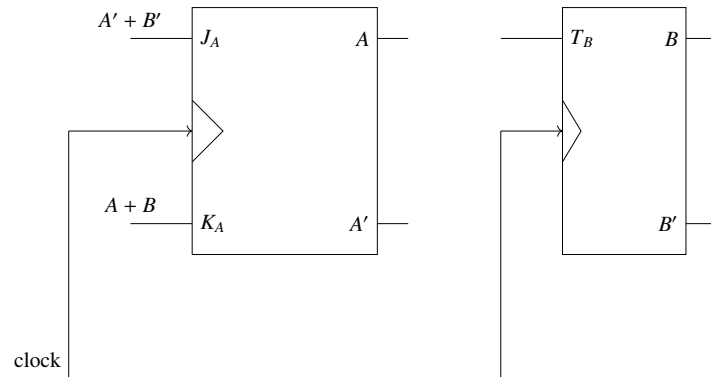 A′ + B′
J_A
A
T_B
B
A + B
K_A
A′
B′
clock